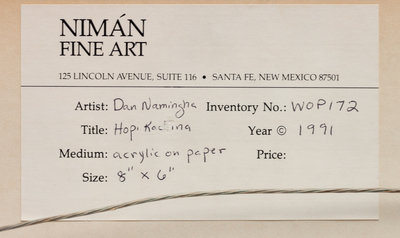 NIMÁN
FINE ART
125 LINCOLN AVENUE, SUITE 116 • SANTA FE, NEW MEXICO 87501
Artist: Dan Namingha Inventory No.: WOP172
Title: Hopi Kacina Year © 1991
Medium: acrylic on paper Price:
Size: 8" x 6"